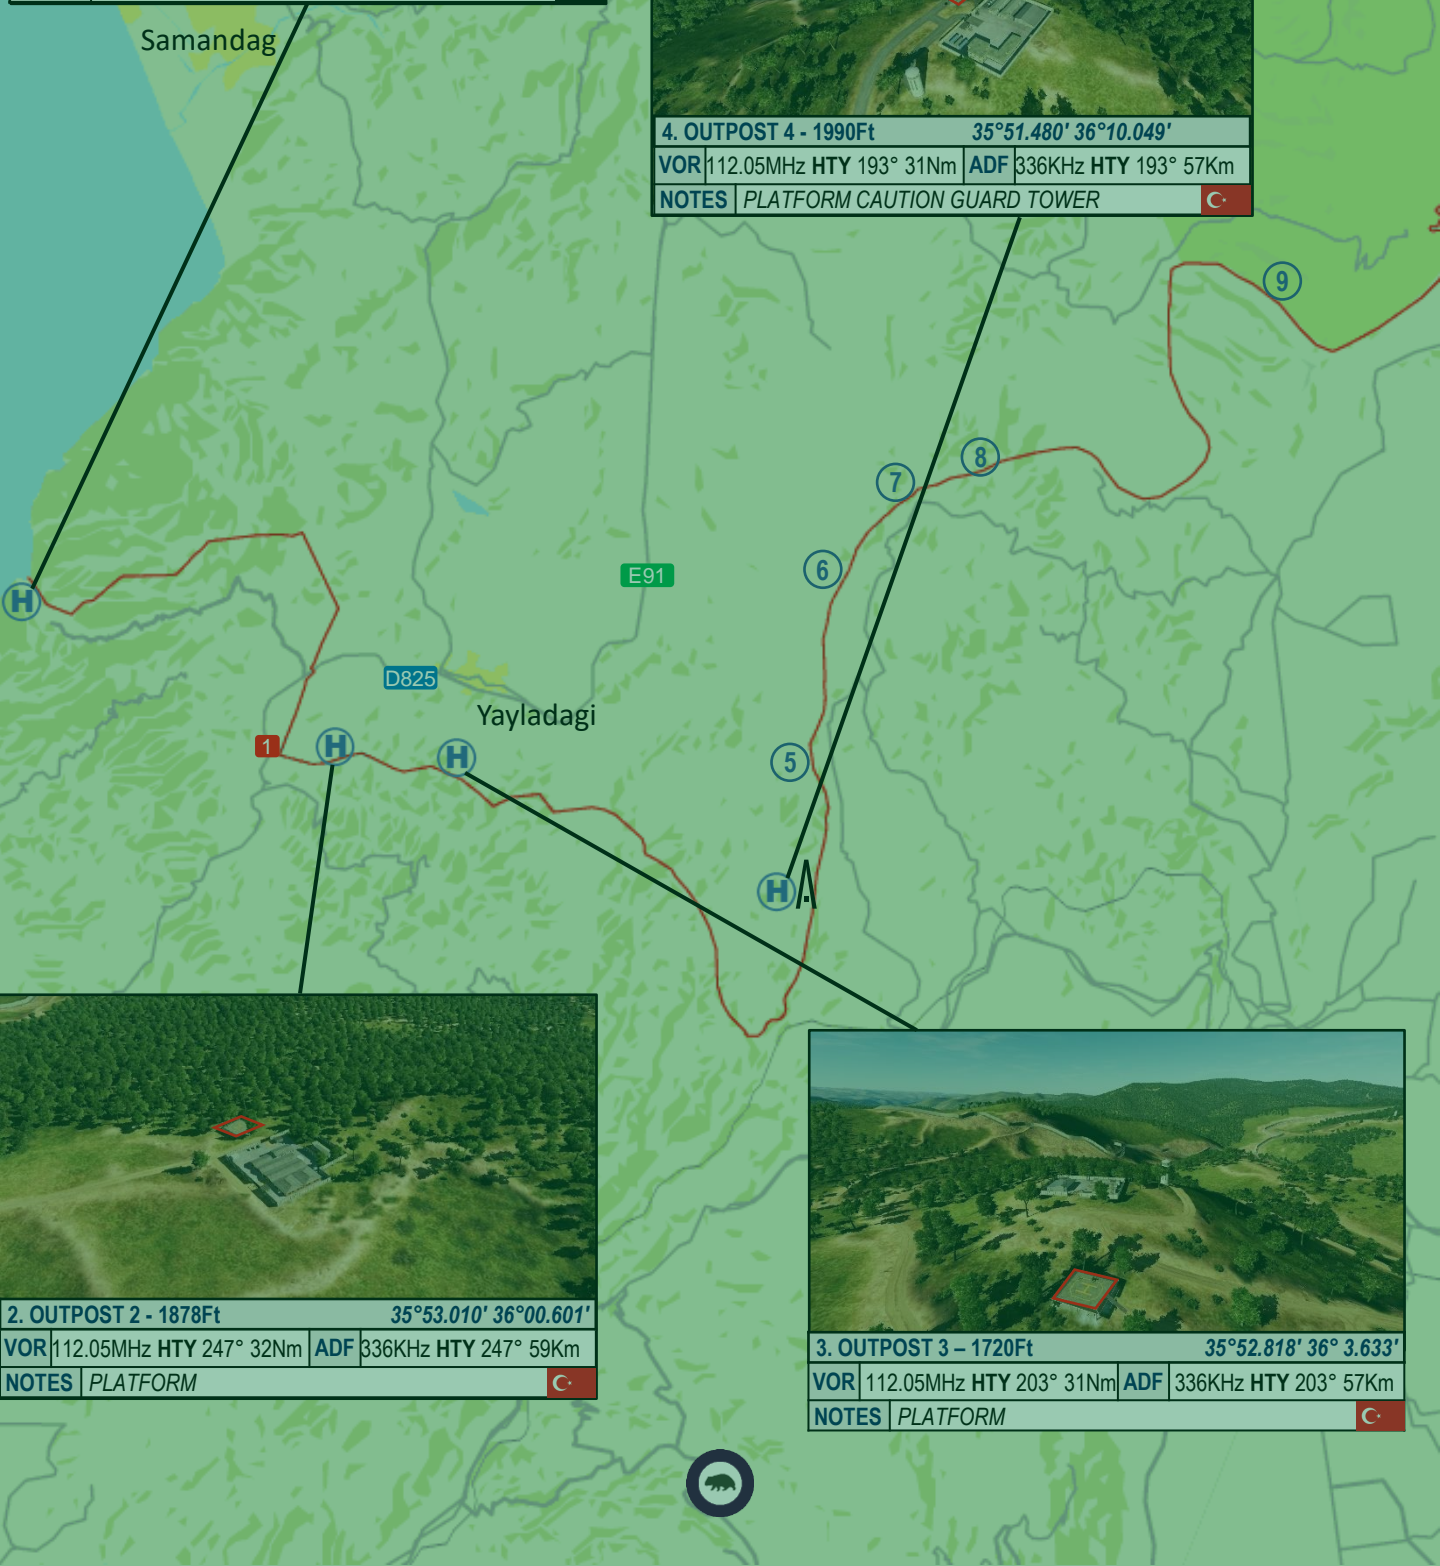 Samandag
4. OUTPOST 4 - 1990Ft 35°51.480' 36°10.049'
VOR 112.05MHz HTY 193° 31Nm ADF 336KHz HTY 193° 57Km
NOTES PLATFORM CAUTION GUARD TOWER
9
8
7
6
H
E91
D825
Yayladagi
1
H
H
5
H
2. OUTPOST 2 - 1878Ft 35°53.010' 36°00.601'
VOR 112.05MHz HTY 247° 32Nm ADF 336KHz HTY 247° 59Km
NOTES PLATFORM
3. OUTPOST 3 – 1720Ft 35°52.818' 36° 3.633'
VOR 112.05MHz HTY 203° 31Nm ADF 336KHz HTY 203° 57Km
NOTES PLATFORM